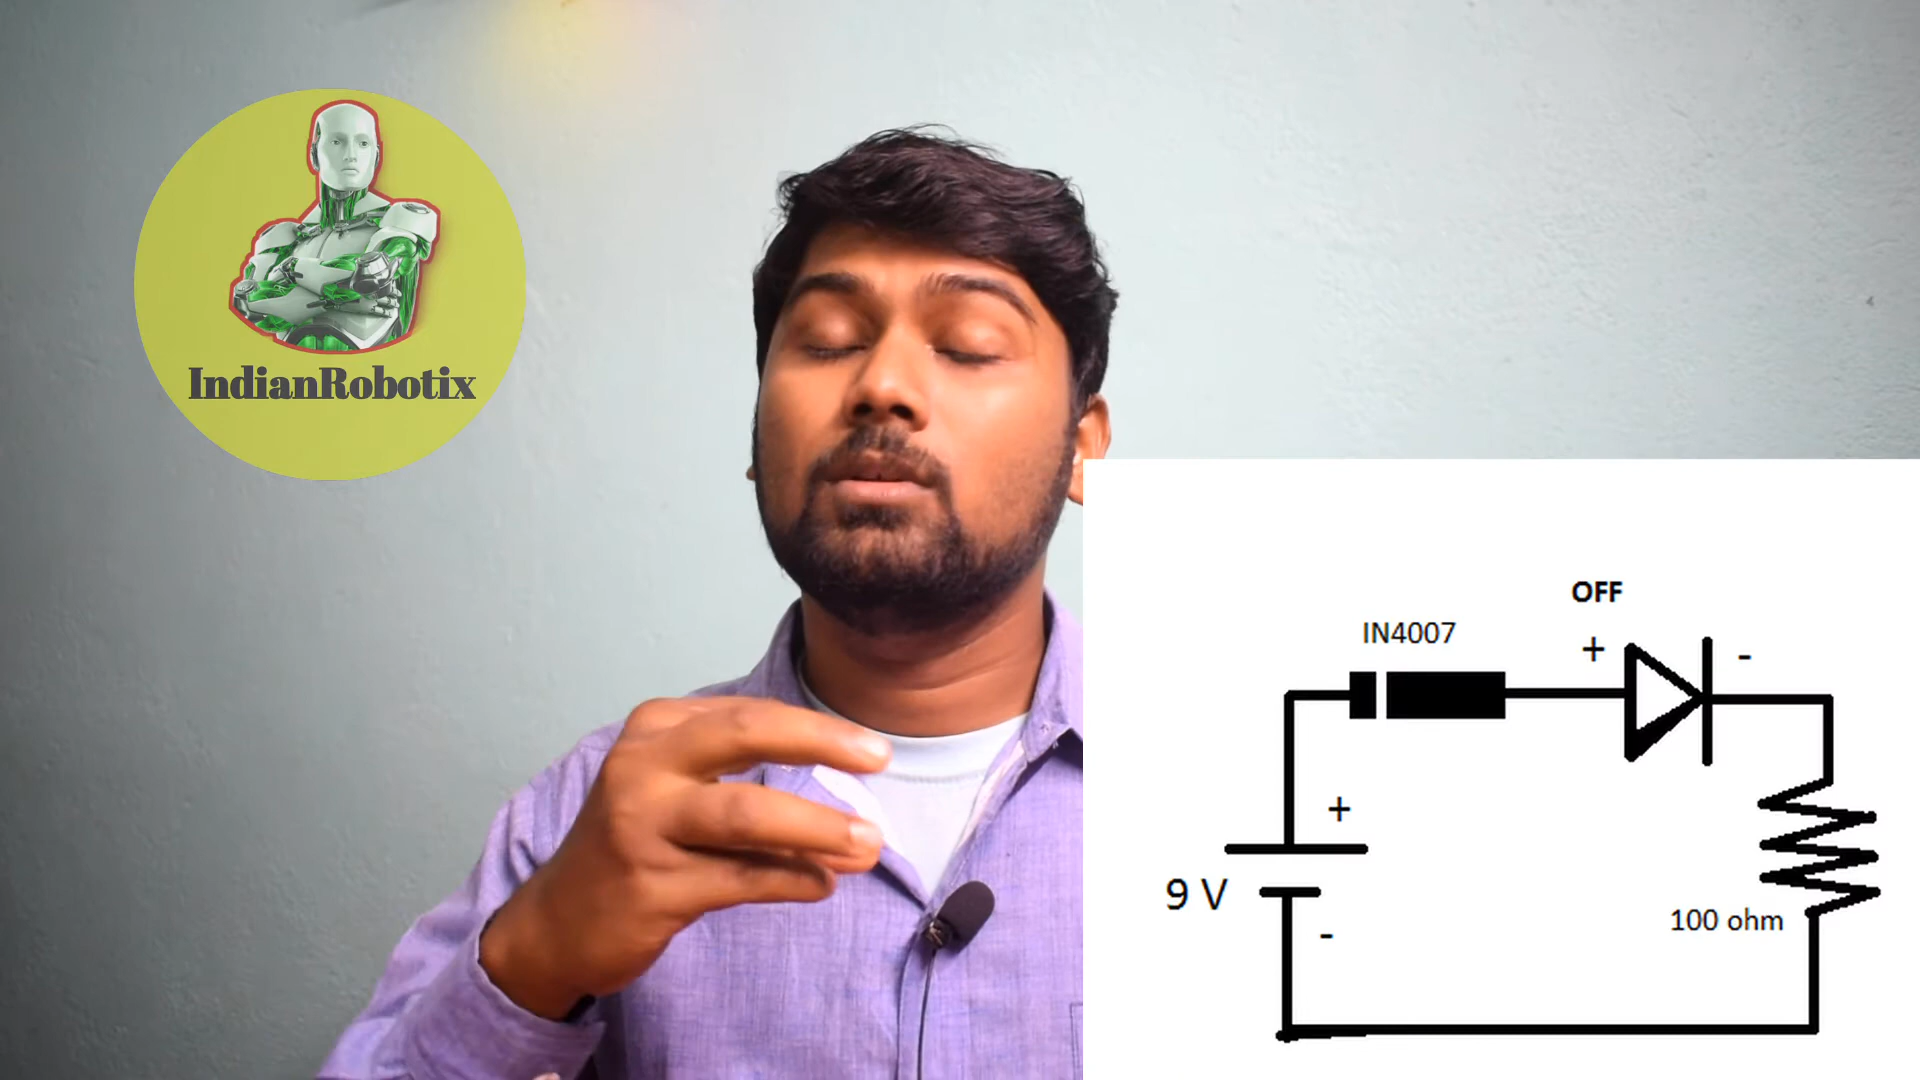 IndianRobotix
OFF
IN4007
+ -
+
9 V
-
100 ohm